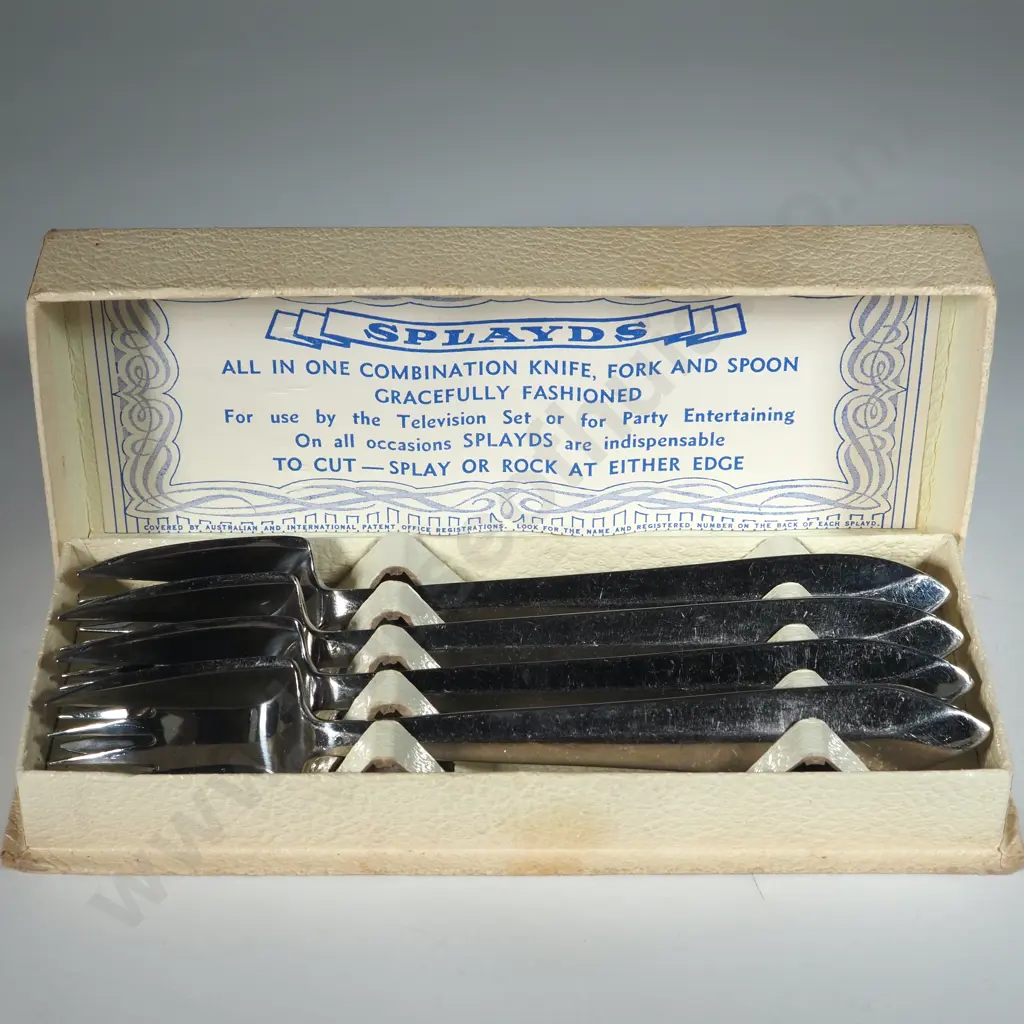 SPLAYDS
ALL IN ONE COMBINATION KNIFE, FORK AND SPOON
GRACEFULLY FASHIONED
For use by the Television Set or for Party Entertaining
On all occasions SPLAYDS are indispensable
TO CUT — SPLAY OR ROCK AT EITHER EDGE
COVERED BY AUSTRALIAN AND INTERNATIONAL PATENT OFFICE REGISTRATIONS. LOOK FOR THE NAME AND REGISTERED NUMBER ON THE BACK OF EACH SPLAYD.